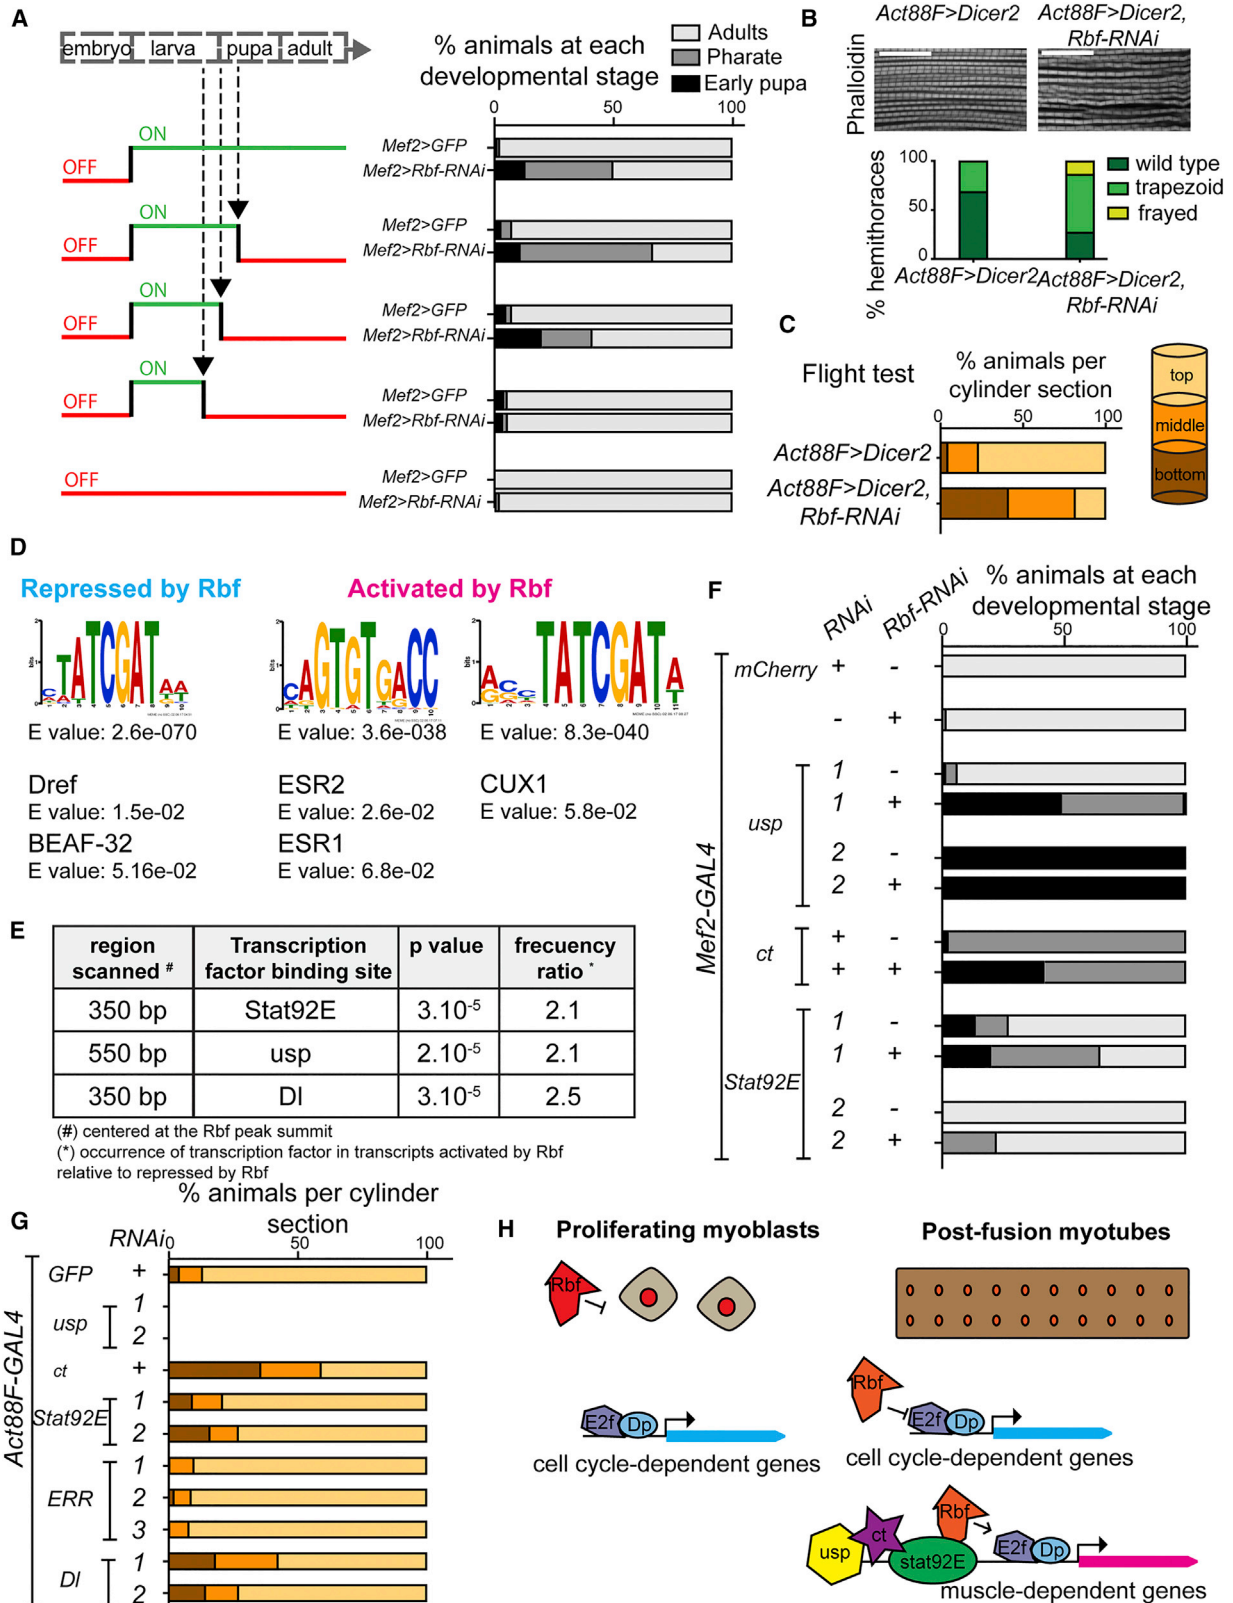 A
embryo larva pupa adult
% animals at each
developmental stage
Adults
Pharate
Early pupa
0 50 100
OFF ON
Mef2>GFP
Mef2>Rbf-RNAi
OFF ON
Mef2>GFP
Mef2>Rbf-RNAi
OFF ON
Mef2>GFP
Mef2>Rbf-RNAi
OFF ON
Mef2>GFP
Mef2>Rbf-RNAi
OFF
Mef2>GFP
Mef2>Rbf-RNAi
B
Act88F>Dicer2
Act88F>Dicer2,
Rbf-RNAi
Phalloidin
% hemithoraces
100
50
0
wild type
trapezoid
frayed
Act88F>Dicer2
Act88F>Dicer2,
Rbf-RNAi
C
Flight test
% animals per
cylinder section
0 50 100
Act88F>Dicer2
Act88F>Dicer2,
Rbf-RNAi
top
middle
bottom
D
Repressed by Rbf
Activated by Rbf
E value: 2.6e-070
E value: 3.6e-038
E value: 8.3e-040
Dref
E value: 1.5e-02
BEAF-32
E value: 5.16e-02
ESR2
E value: 2.6e-02
ESR1
E value: 6.8e-02
CUX1
E value: 5.8e-02
E
region
scanned #
Transcription
factor binding site
p value
frecuency
ratio *
350 bp Stat92E 3.10-5 2.1
550 bp usp 2.10-5 2.1
350 bp Dl 3.10-5 2.5
(#) centered at the Rbf peak summit
(*) occurrence of transcription factor in transcripts activated by Rbf
relative to repressed by Rbf
F
RNAi
Rbf-RNAi
% animals at each
developmental stage
0 50 100
Mef2-GAL4
mCherry + -
- +
usp
1 -
1 +
2 -
2 +
ct
+ -
+ +
Stat92E
1 -
1 +
2 -
2 +
G
% animals per cylinder
section
RNAi
0 50 100
Act88F-GAL4
GFP +
usp
1
2
ct +
Stat92E
1
2
ERR
1
2
3
Dl
1
2
H
Proliferating myoblasts
Post-fusion myotubes
Rbf
E2f Dp
cell cycle-dependent genes
Rbf
E2f Dp
cell cycle-dependent genes
usp ct stat92E Rbf E2f Dp
muscle-dependent genes